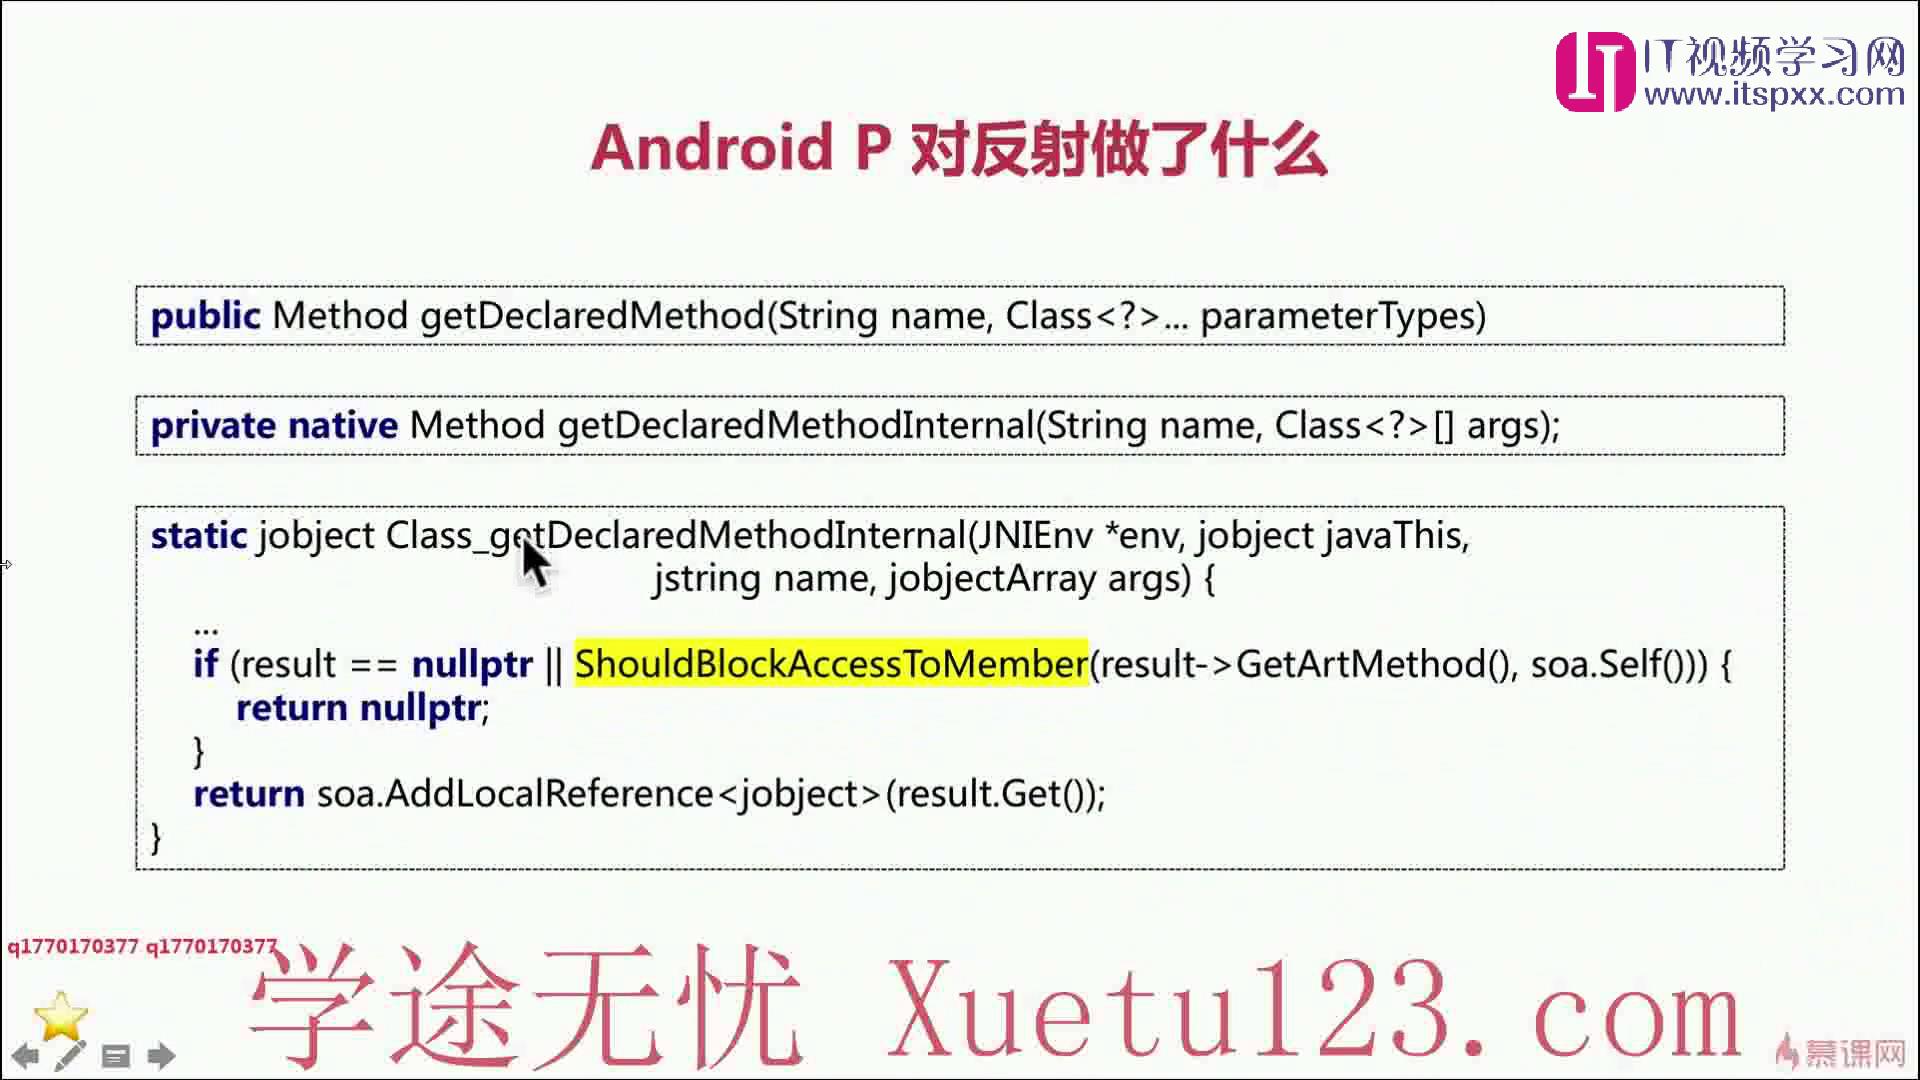 IT视频学习网
www.itspxx.com
Android P 对反射做了什么
public Method getDeclaredMethod(String name, Class<?>... parameterTypes)
private native Method getDeclaredMethodInternal(String name, Class<?>[] args);
static jobject Class_getDeclaredMethodInternal(JNIEnv *env, jobject javaThis,
jstring name, jobjectArray args) {
...
if (result == nullptr || ShouldBlockAccessToMember(result->GetArtMethod(), soa.Self())) {
return nullptr;
}
return soa.AddLocalReference<jobject>(result.Get());
}
q1770170377 q1770170377
学途无忧 Xuetu123.com
慕课网